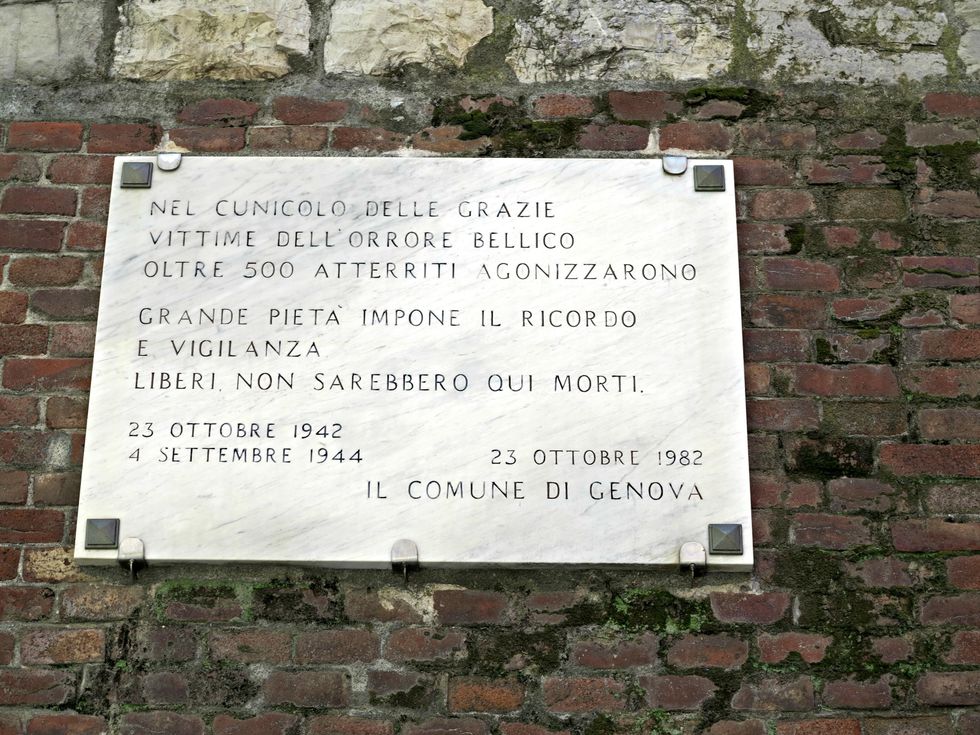 NEL CUNICOLO DELLE GRAZIE
VITTIME DELL'ORRORE BELLICO
OLTRE 500 ATTERRITI AGONIZZARONO
GRANDE PIETÀ IMPONE IL RICORDO
E VIGILANZA
LIBERI, NON SAREBBERO QUI MORTI.
23 OTTOBRE 1942
4 SETTEMBRE 1944
23 OTTOBRE 1982
IL COMUNE DI GENOVA